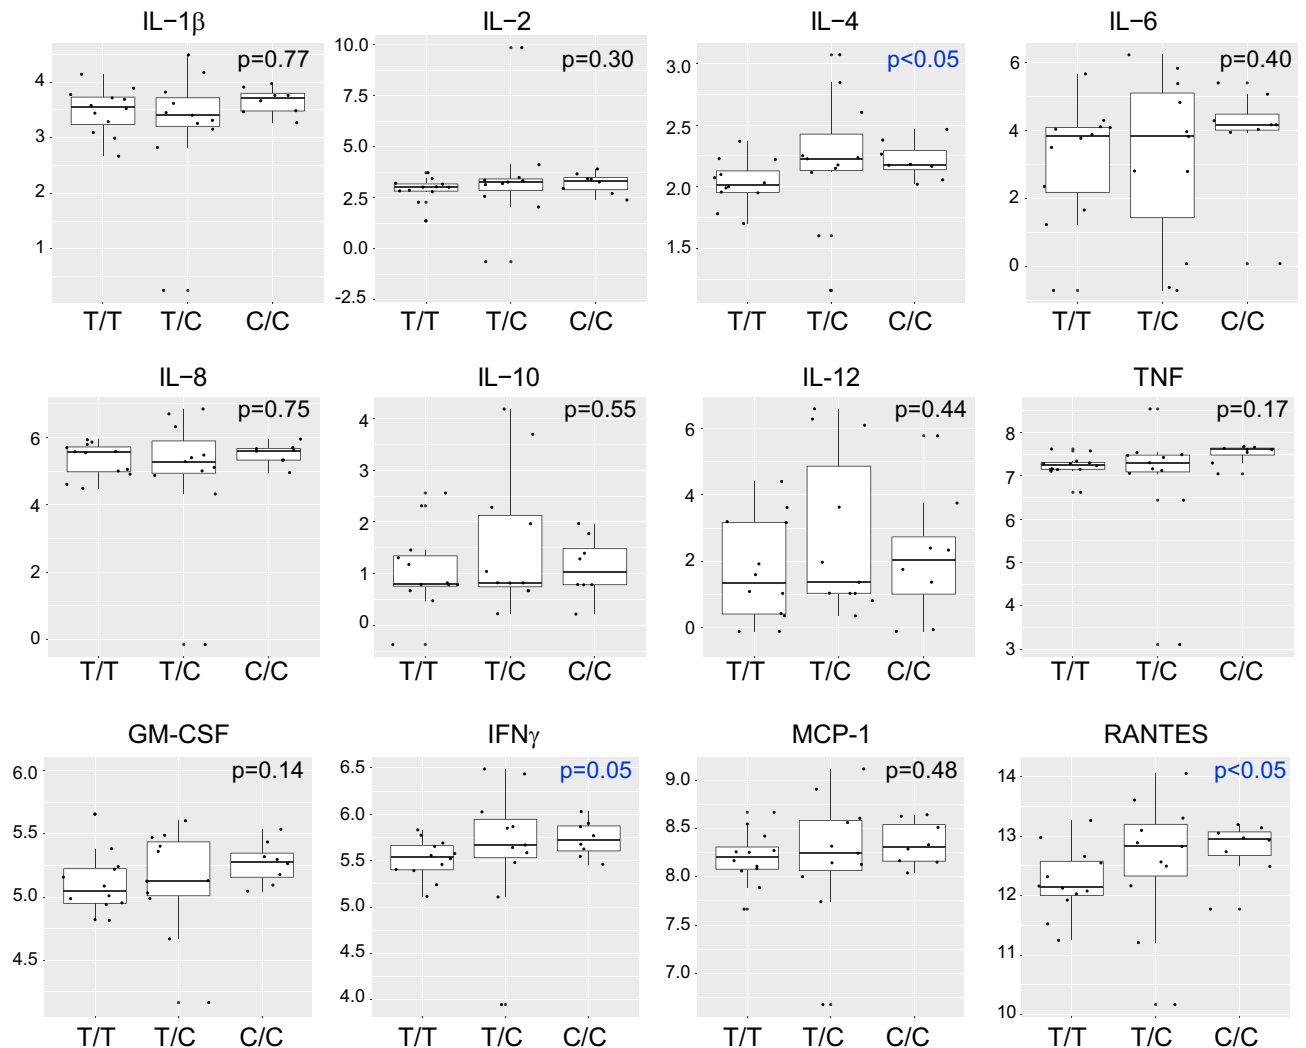 IL−1β
IL−2
IL−4
IL−6
p=0.77
p=0.30
p<0.05
p=0.40
4
3
2
1
10.0
7.5
5.0
2.5
0.0
-2.5
3.0
2.5
2.0
1.5
6
4
2
0
T/T T/C C/C
T/T T/C C/C
T/T T/C C/C
T/T T/C C/C
IL−8
IL−10
IL-12
TNF
p=0.75
p=0.55
p=0.44
p=0.17
6
4
2
0
4
3
2
1
0
6
4
2
0
8
7
6
5
4
3
T/T T/C C/C
T/T T/C C/C
T/T T/C C/C
T/T T/C C/C
GM-CSF
IFNγ
MCP-1
RANTES
p=0.14
p=0.05
p=0.48
p<0.05
6.0
5.5
5.0
4.5
6.5
6.0
5.5
5.0
4.5
4.0
9.0
8.5
8.0
7.5
7.0
14
13
12
11
10
T/T T/C C/C
T/T T/C C/C
T/T T/C C/C
T/T T/C C/C